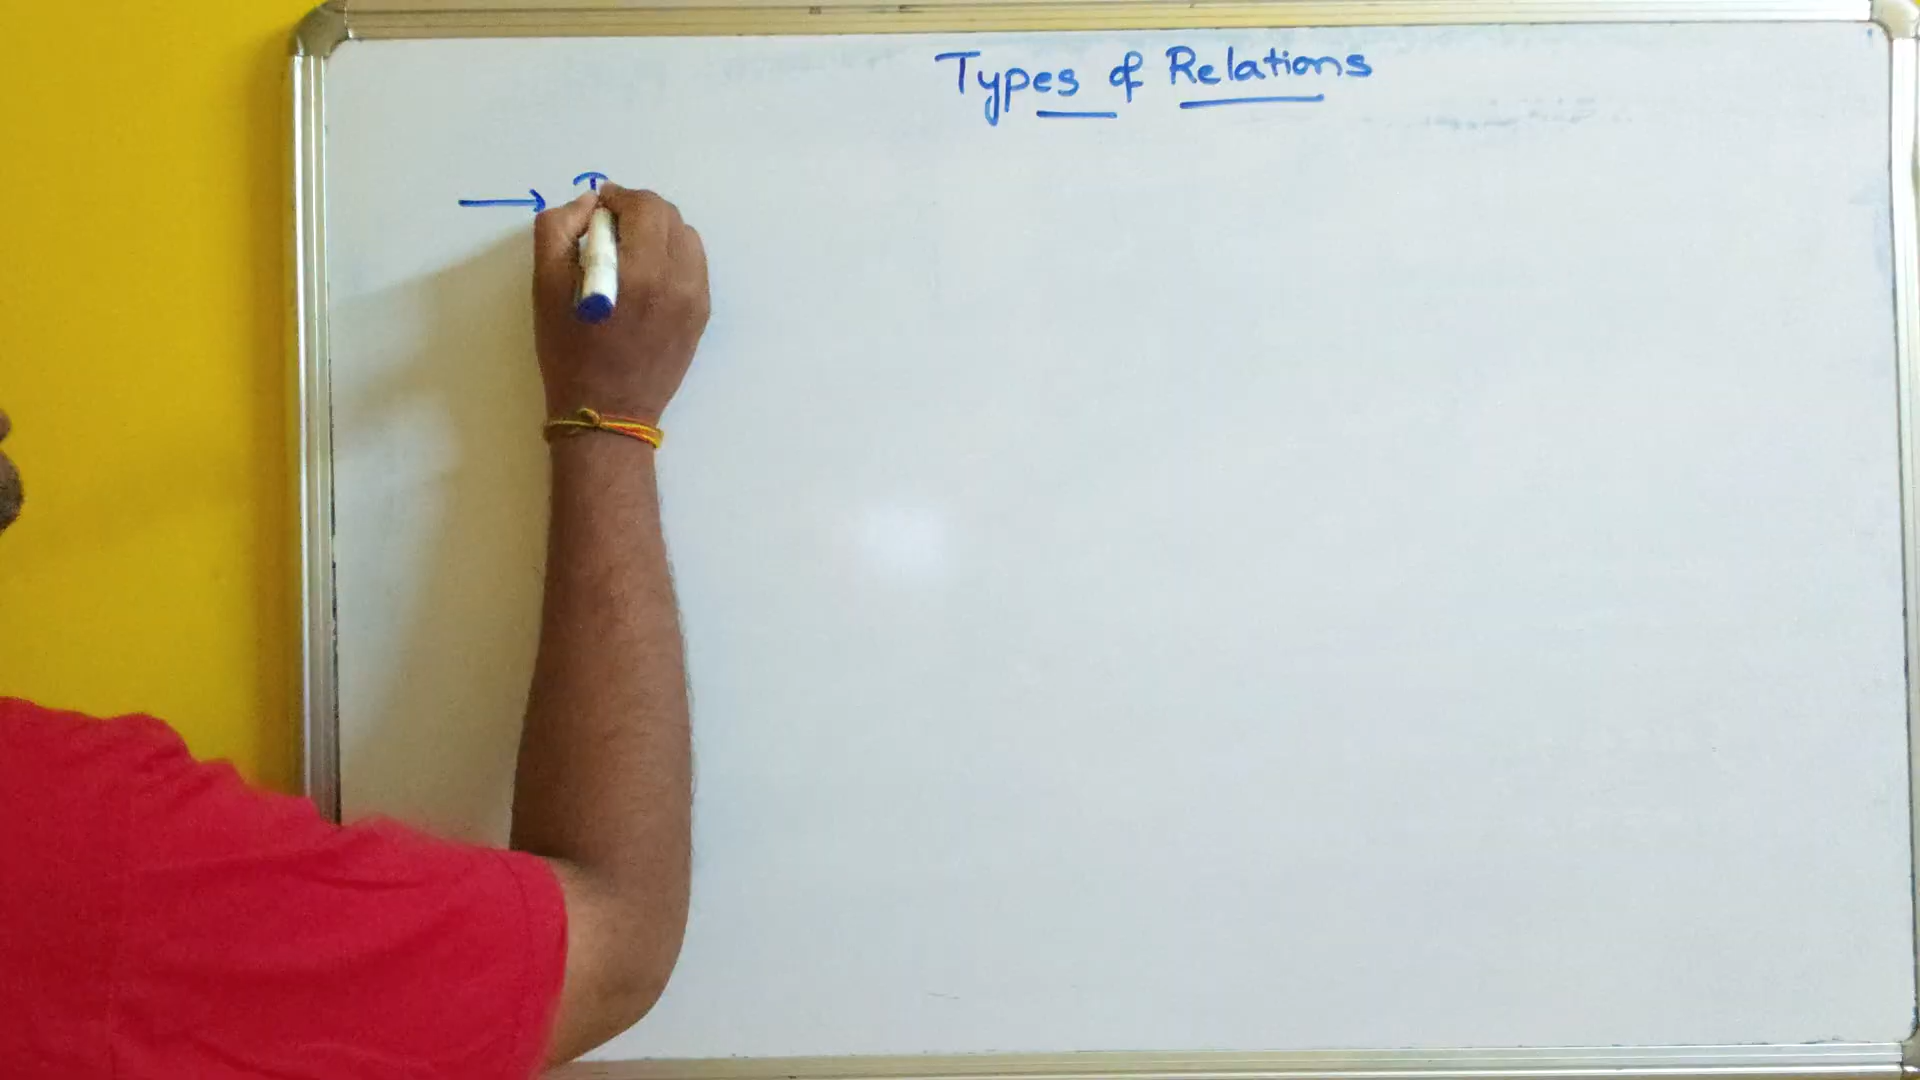 Types of Relations
→